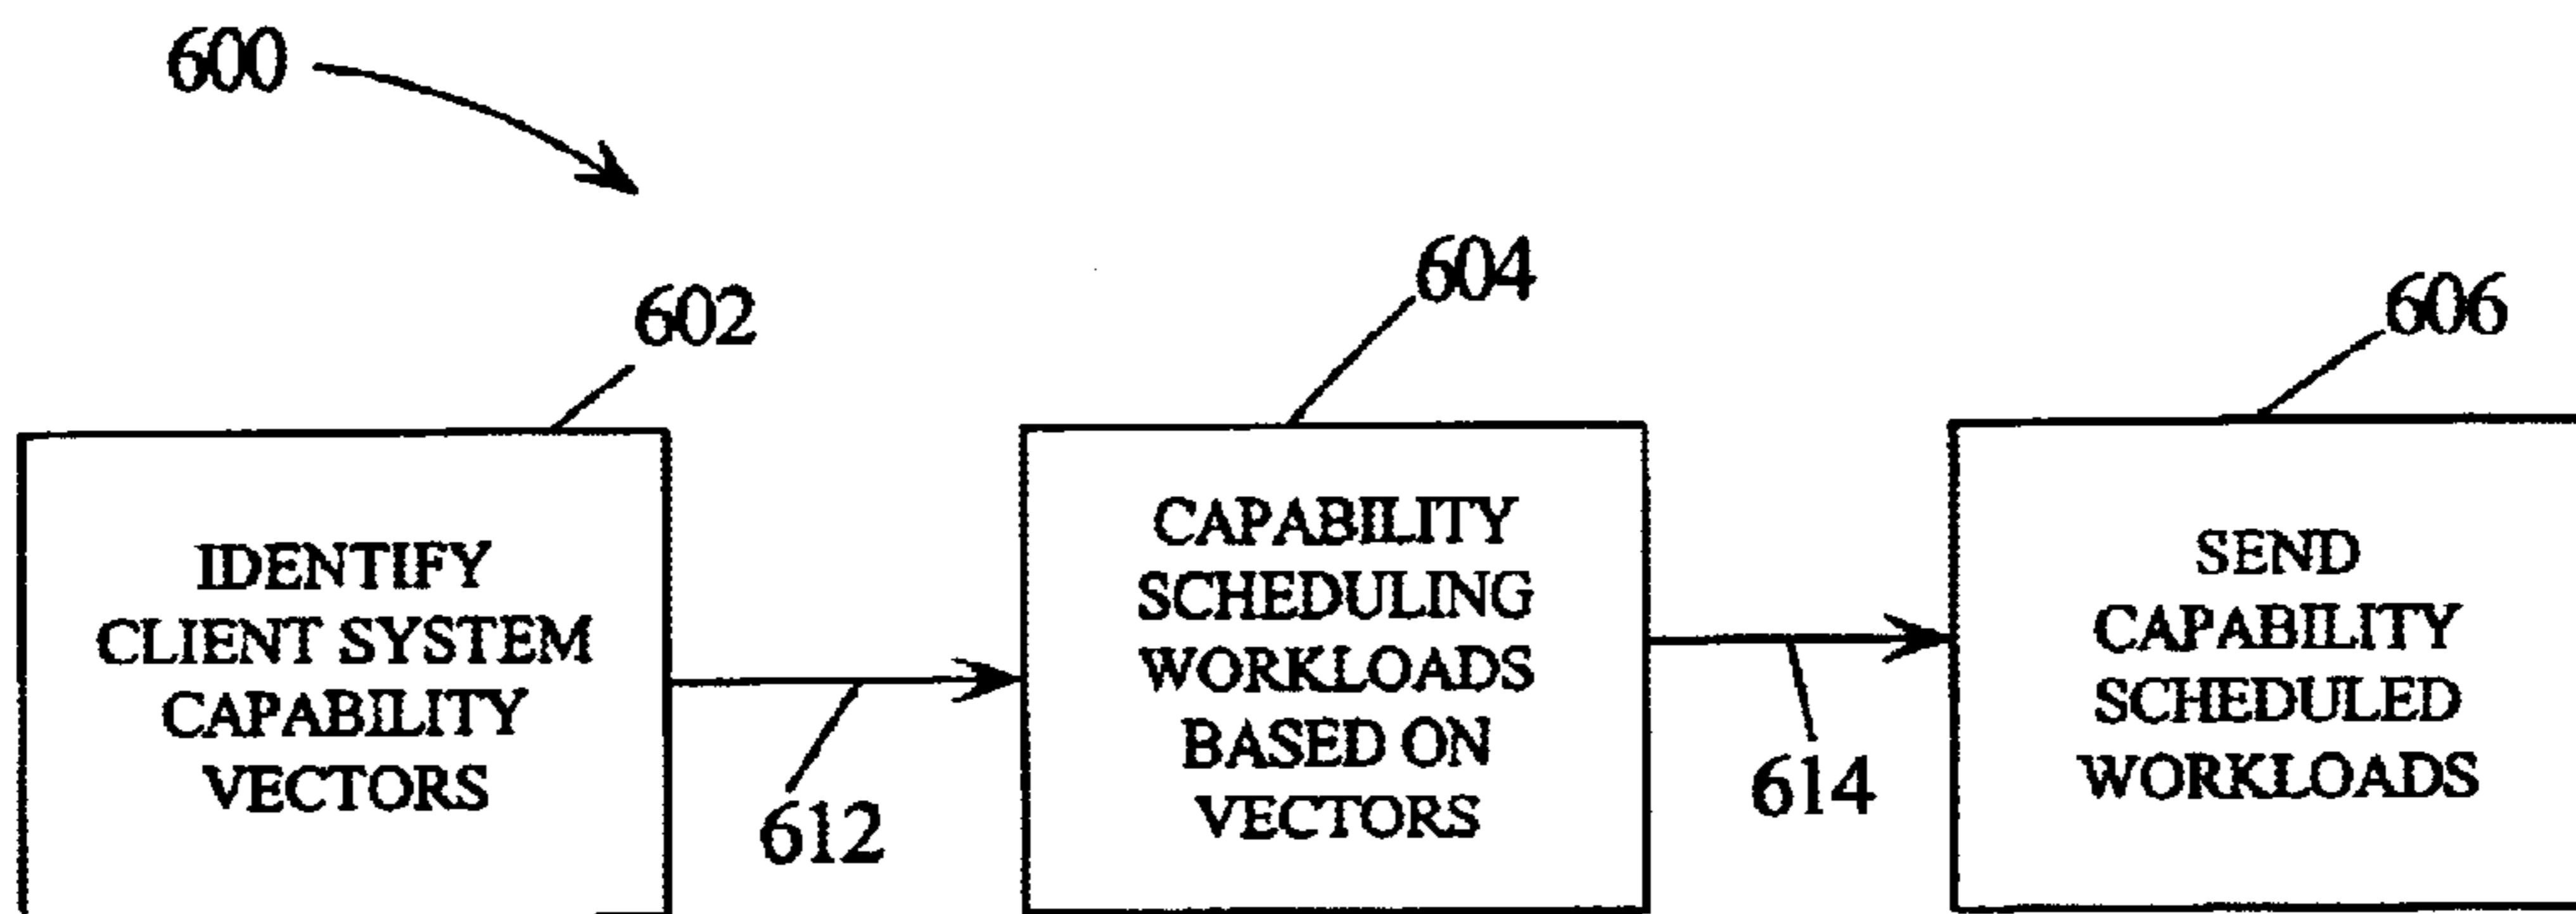 600
602
604
606
IDENTIFY
CLIENT SYSTEM
CAPABILITY
VECTORS
612
CAPABILITY
SCHEDULING
WORKLOADS
BASED ON
VECTORS
614
SEND
CAPABILITY
SCHEDULED
WORKLOADS